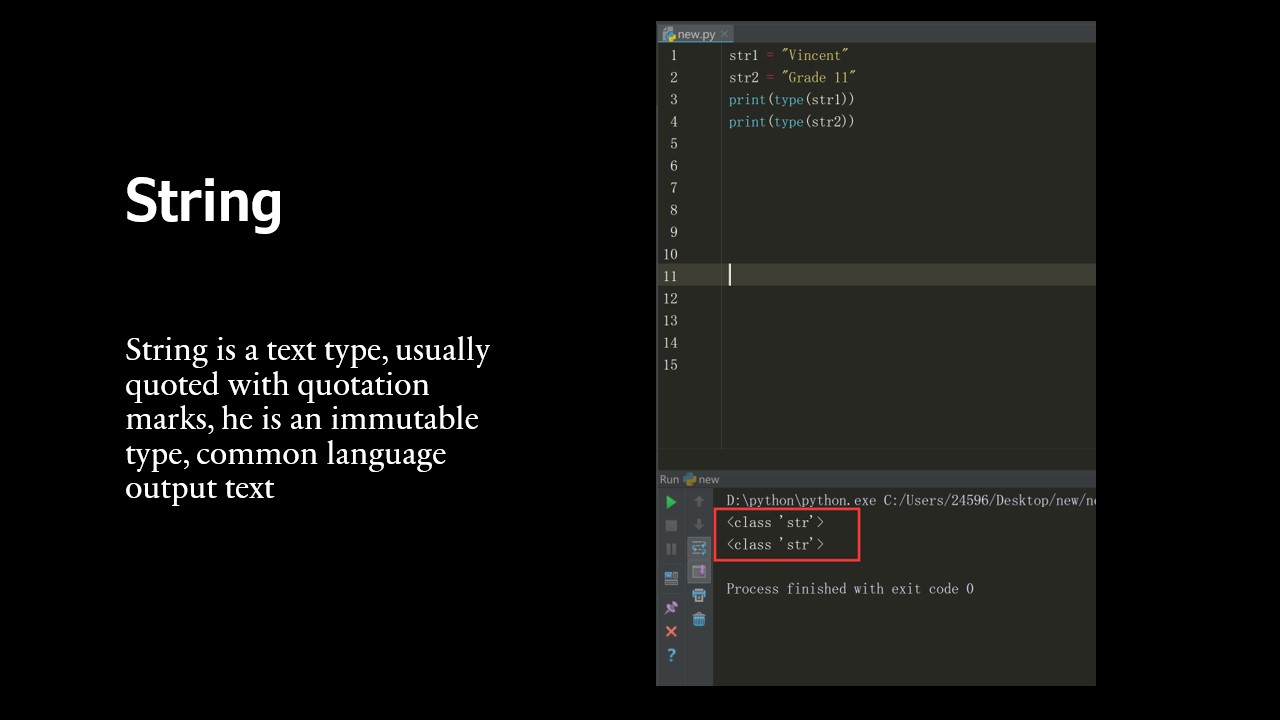 String
String is a text type, usually
quoted with quotation
marks, he is an immutable
type, common language
output text
new.py
1 str1 = "Vincent"
2 str2 = "Grade 11"
3 print(type(str1))
4 print(type(str2))
5
6
7
8
9
10
11
12
13
14
15
Run new
D:\python\python.exe C:/Users/24596/Desktop/new/ne
<class 'str'>
<class 'str'>
Process finished with exit code 0